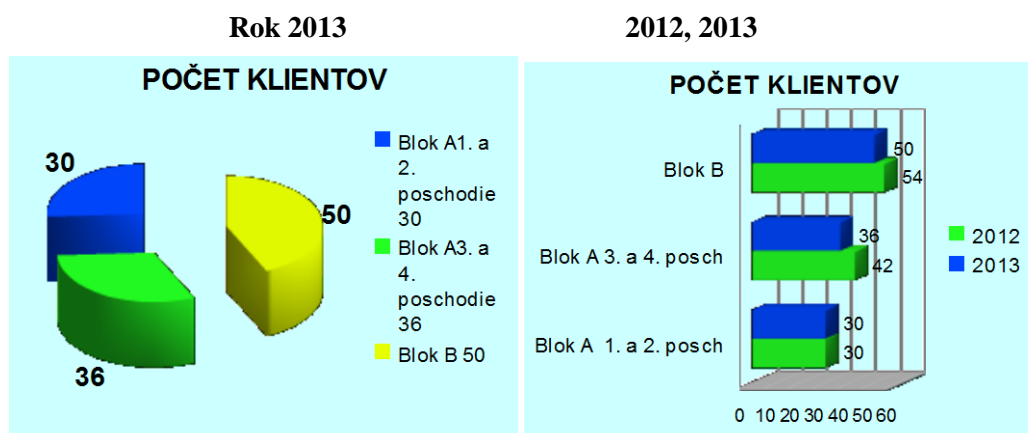 Rok 2013
2012, 2013
POČET KLIENTOV
30
50
36
Blok A1. a
2.
poschodie
30
Blok A3. a
4.
poschodie
36
Blok B 50
POČET KLIENTOV
Blok B
50
54
Blok A 3. a 4. posch
36
42
Blok A 1. a 2. posch
30
30
0 10 20 30 40 50 60
2012
2013